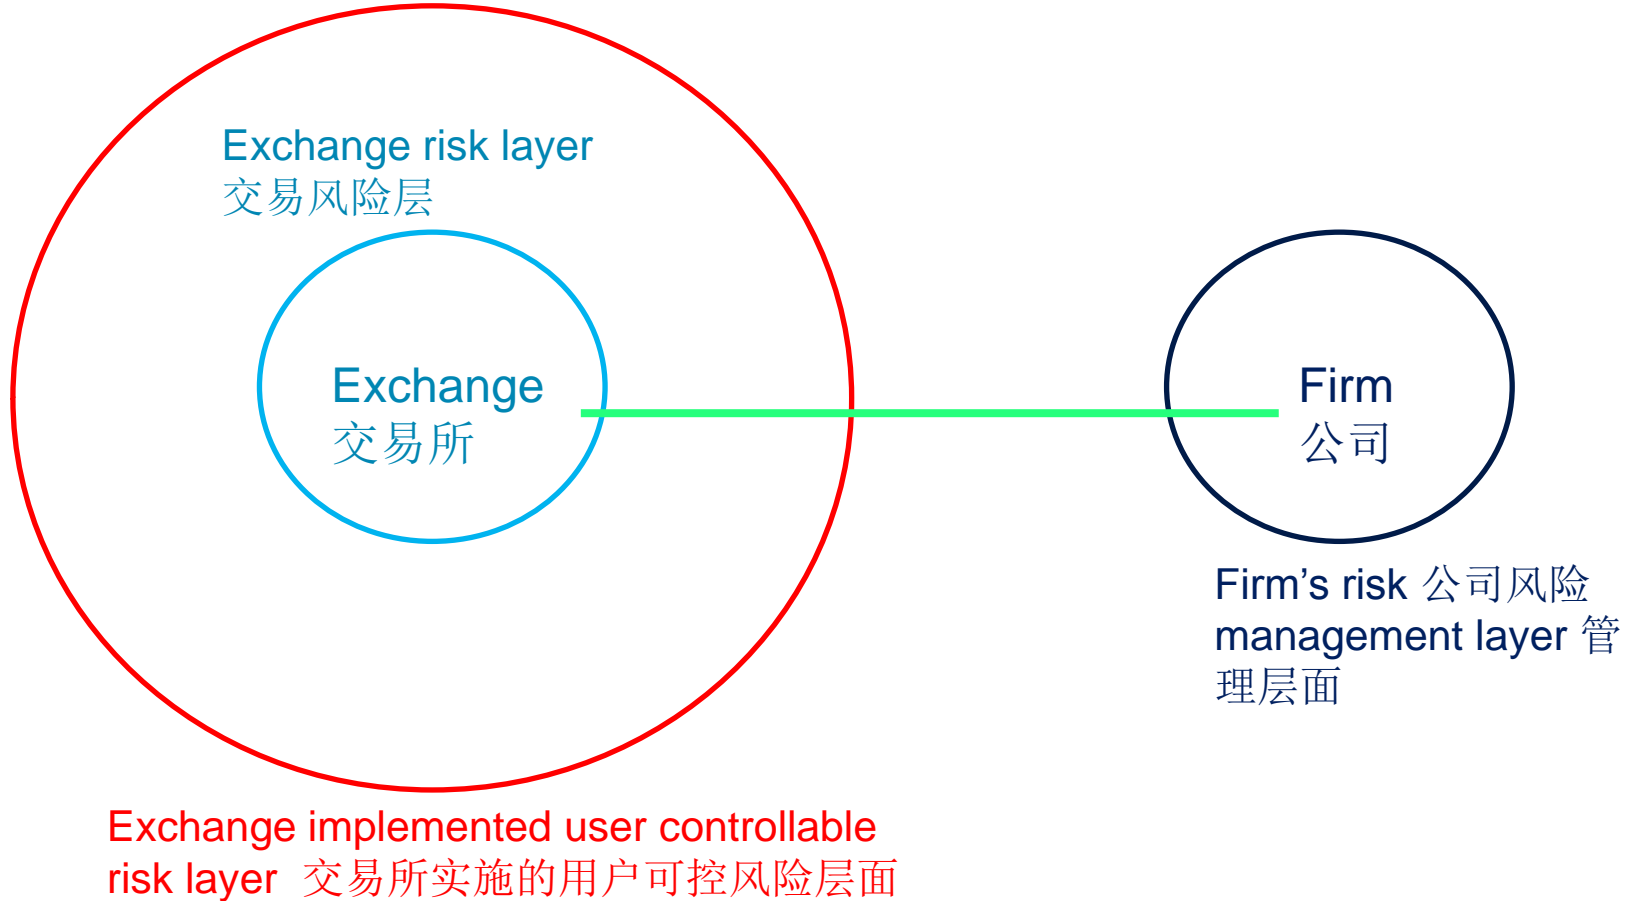 Exchange risk layer
交易风险层
Exchange
交易所
Firm
公司
Firm’s risk 公司风险
management layer 管
理层面
Exchange implemented user controllable
risk layer 交易所实施的用户可控风险层面